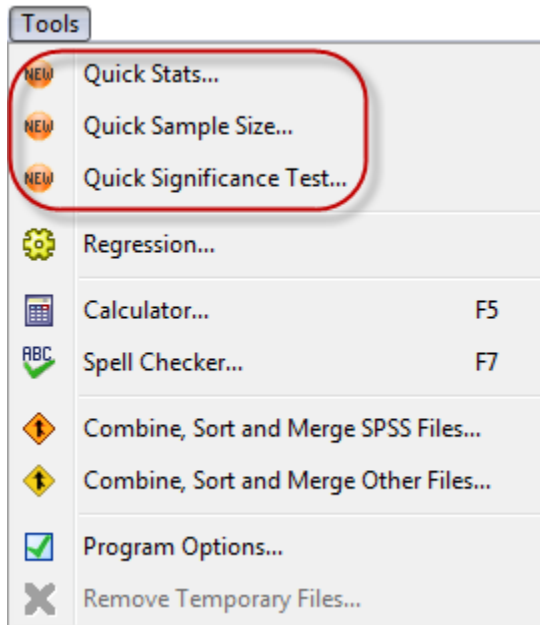 Tools
NEW Quick Stats...
NEW Quick Sample Size...
NEW Quick Significance Test...
Regression...
Calculator... F5
ABC Spell Checker... F7
Combine, Sort and Merge SPSS Files...
Combine, Sort and Merge Other Files...
Program Options...
Remove Temporary Files...